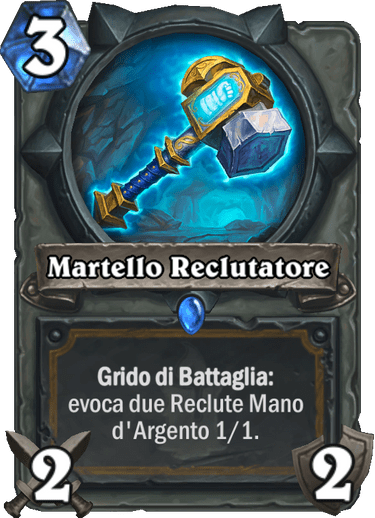 3
Martello Reclutatore
Grido di Battaglia:
evoca due Reclute Mano
d'Argento 1/1.
2
2